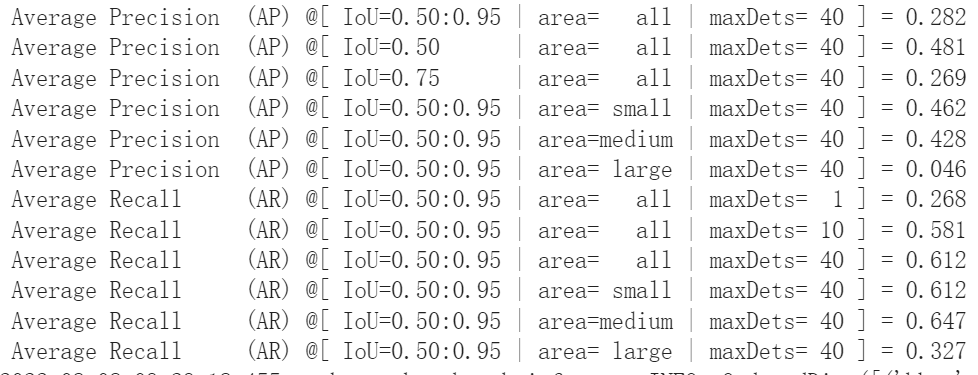 Average Precision  (AP) @[ IoU=0.50:0.95 | area=   all | maxDets= 40 ] = 0.282
Average Precision  (AP) @[ IoU=0.50      | area=   all | maxDets= 40 ] = 0.481
Average Precision  (AP) @[ IoU=0.75      | area=   all | maxDets= 40 ] = 0.269
Average Precision  (AP) @[ IoU=0.50:0.95 | area= small | maxDets= 40 ] = 0.462
Average Precision  (AP) @[ IoU=0.50:0.95 | area=medium | maxDets= 40 ] = 0.428
Average Precision  (AP) @[ IoU=0.50:0.95 | area= large | maxDets= 40 ] = 0.046
Average Recall     (AR) @[ IoU=0.50:0.95 | area=   all | maxDets=  1 ] = 0.268
Average Recall     (AR) @[ IoU=0.50:0.95 | area=   all | maxDets= 10 ] = 0.581
Average Recall     (AR) @[ IoU=0.50:0.95 | area=   all | maxDets= 40 ] = 0.612
Average Recall     (AR) @[ IoU=0.50:0.95 | area= small | maxDets= 40 ] = 0.612
Average Recall     (AR) @[ IoU=0.50:0.95 | area=medium | maxDets= 40 ] = 0.647
Average Recall     (AR) @[ IoU=0.50:0.95 | area= large | maxDets= 40 ] = 0.327